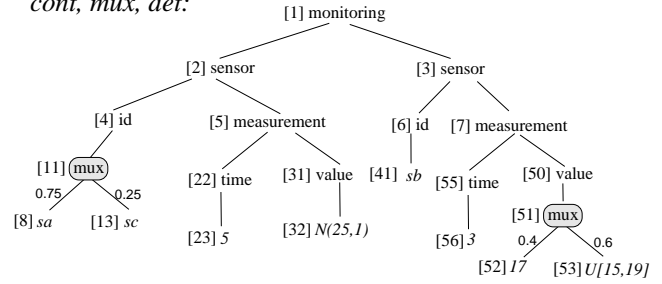 cont, mux, det:
[1] monitoring
[2] sensor
[3] sensor
[4] id
[5] measurement
[6] id
[7] measurement
[11] mux
[22] time
[31] value
[41] sb
[55] time
[50] value
0.75
0.25
[51] mux
[8] sa
[13] sc
[23] 5
[32] N(25,1)
[56] 3
0.4
0.6
[52] 17
[53] U[15,19]